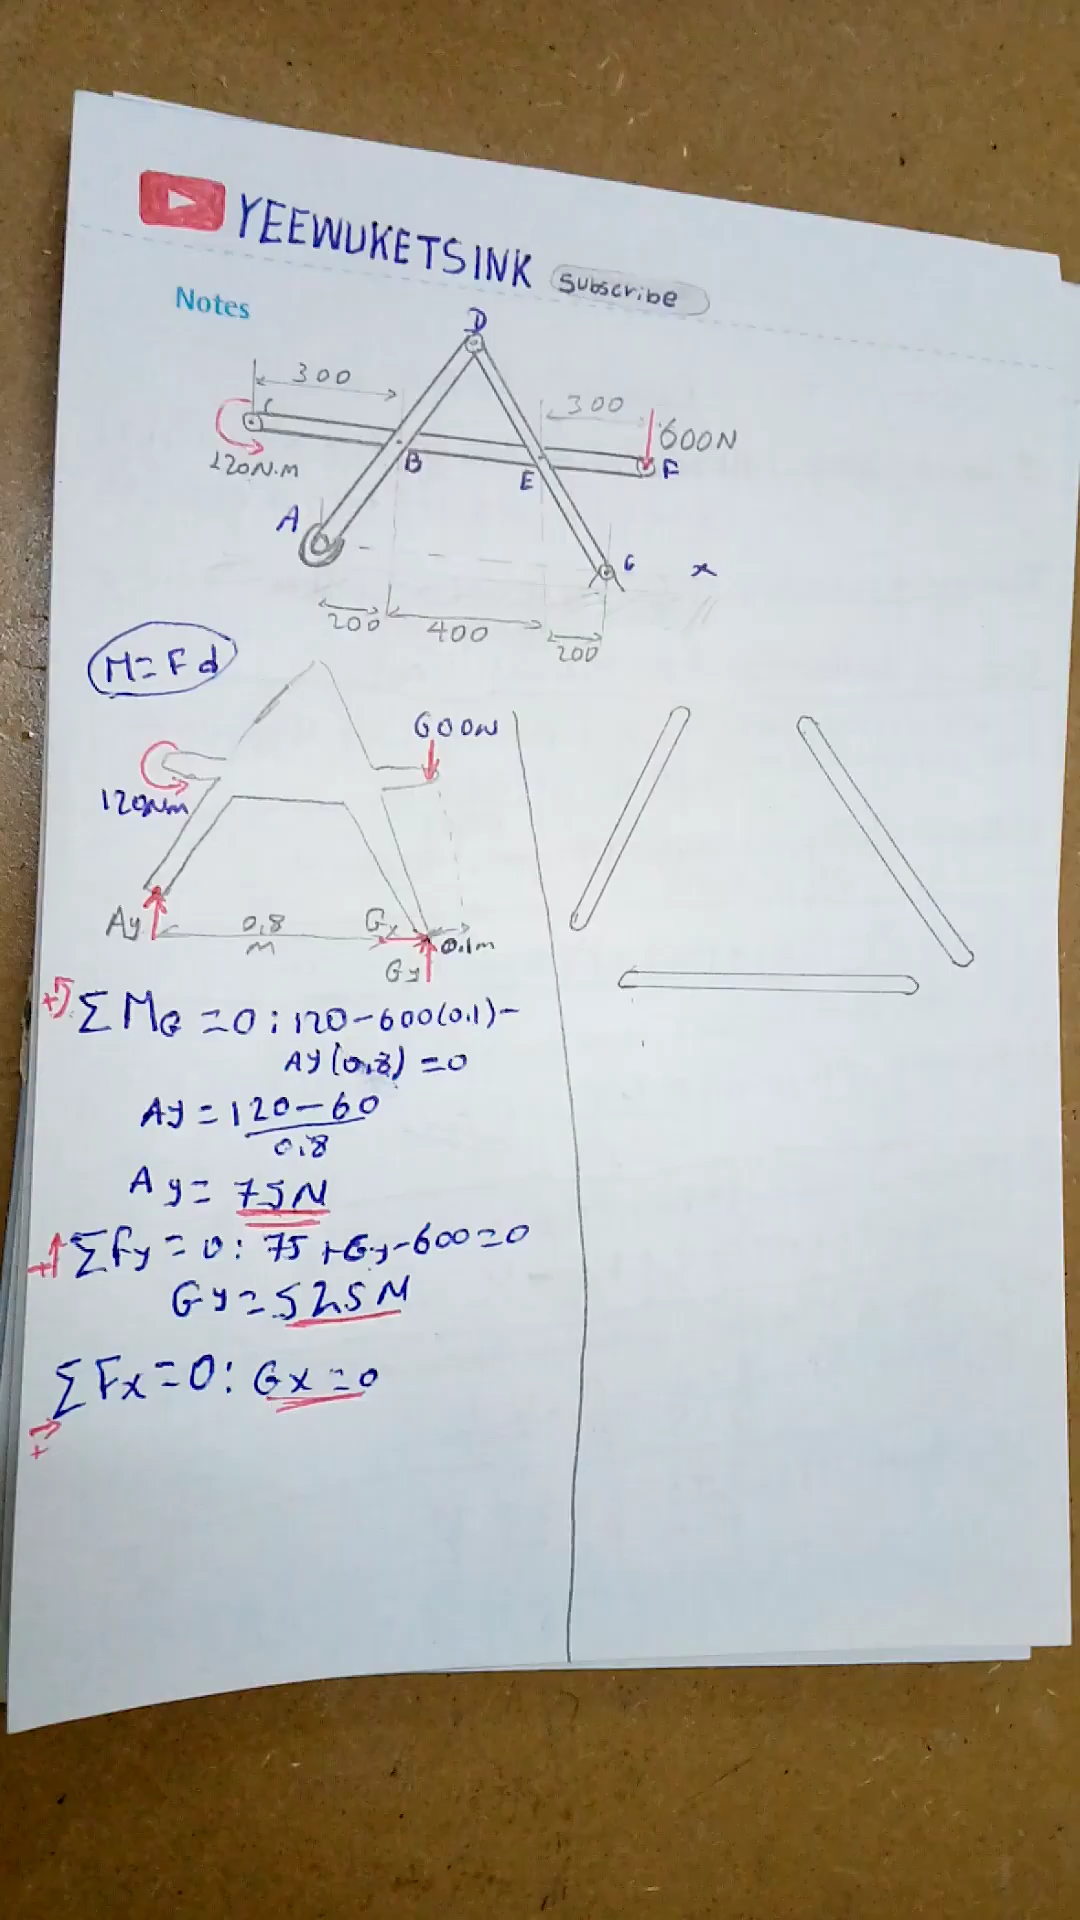 YEEWUKETSINK subscribe
Notes
D
300
300
600N
C
F
120N.M
B
E
A
G
x
200
400
200
M=Fd
600N
120Nm
Ay
0,8
m
Gx
0.1m
Gy
+ ΣMG =0 : 120-600(0.1)-
Ay(0.8) =0
Ay = 120-60
0.8
Ay = 75N
+↑ ΣFy = 0: 75 +Gy-600=0
Gy=525N
ΣFx=0: Gx=0
→
+